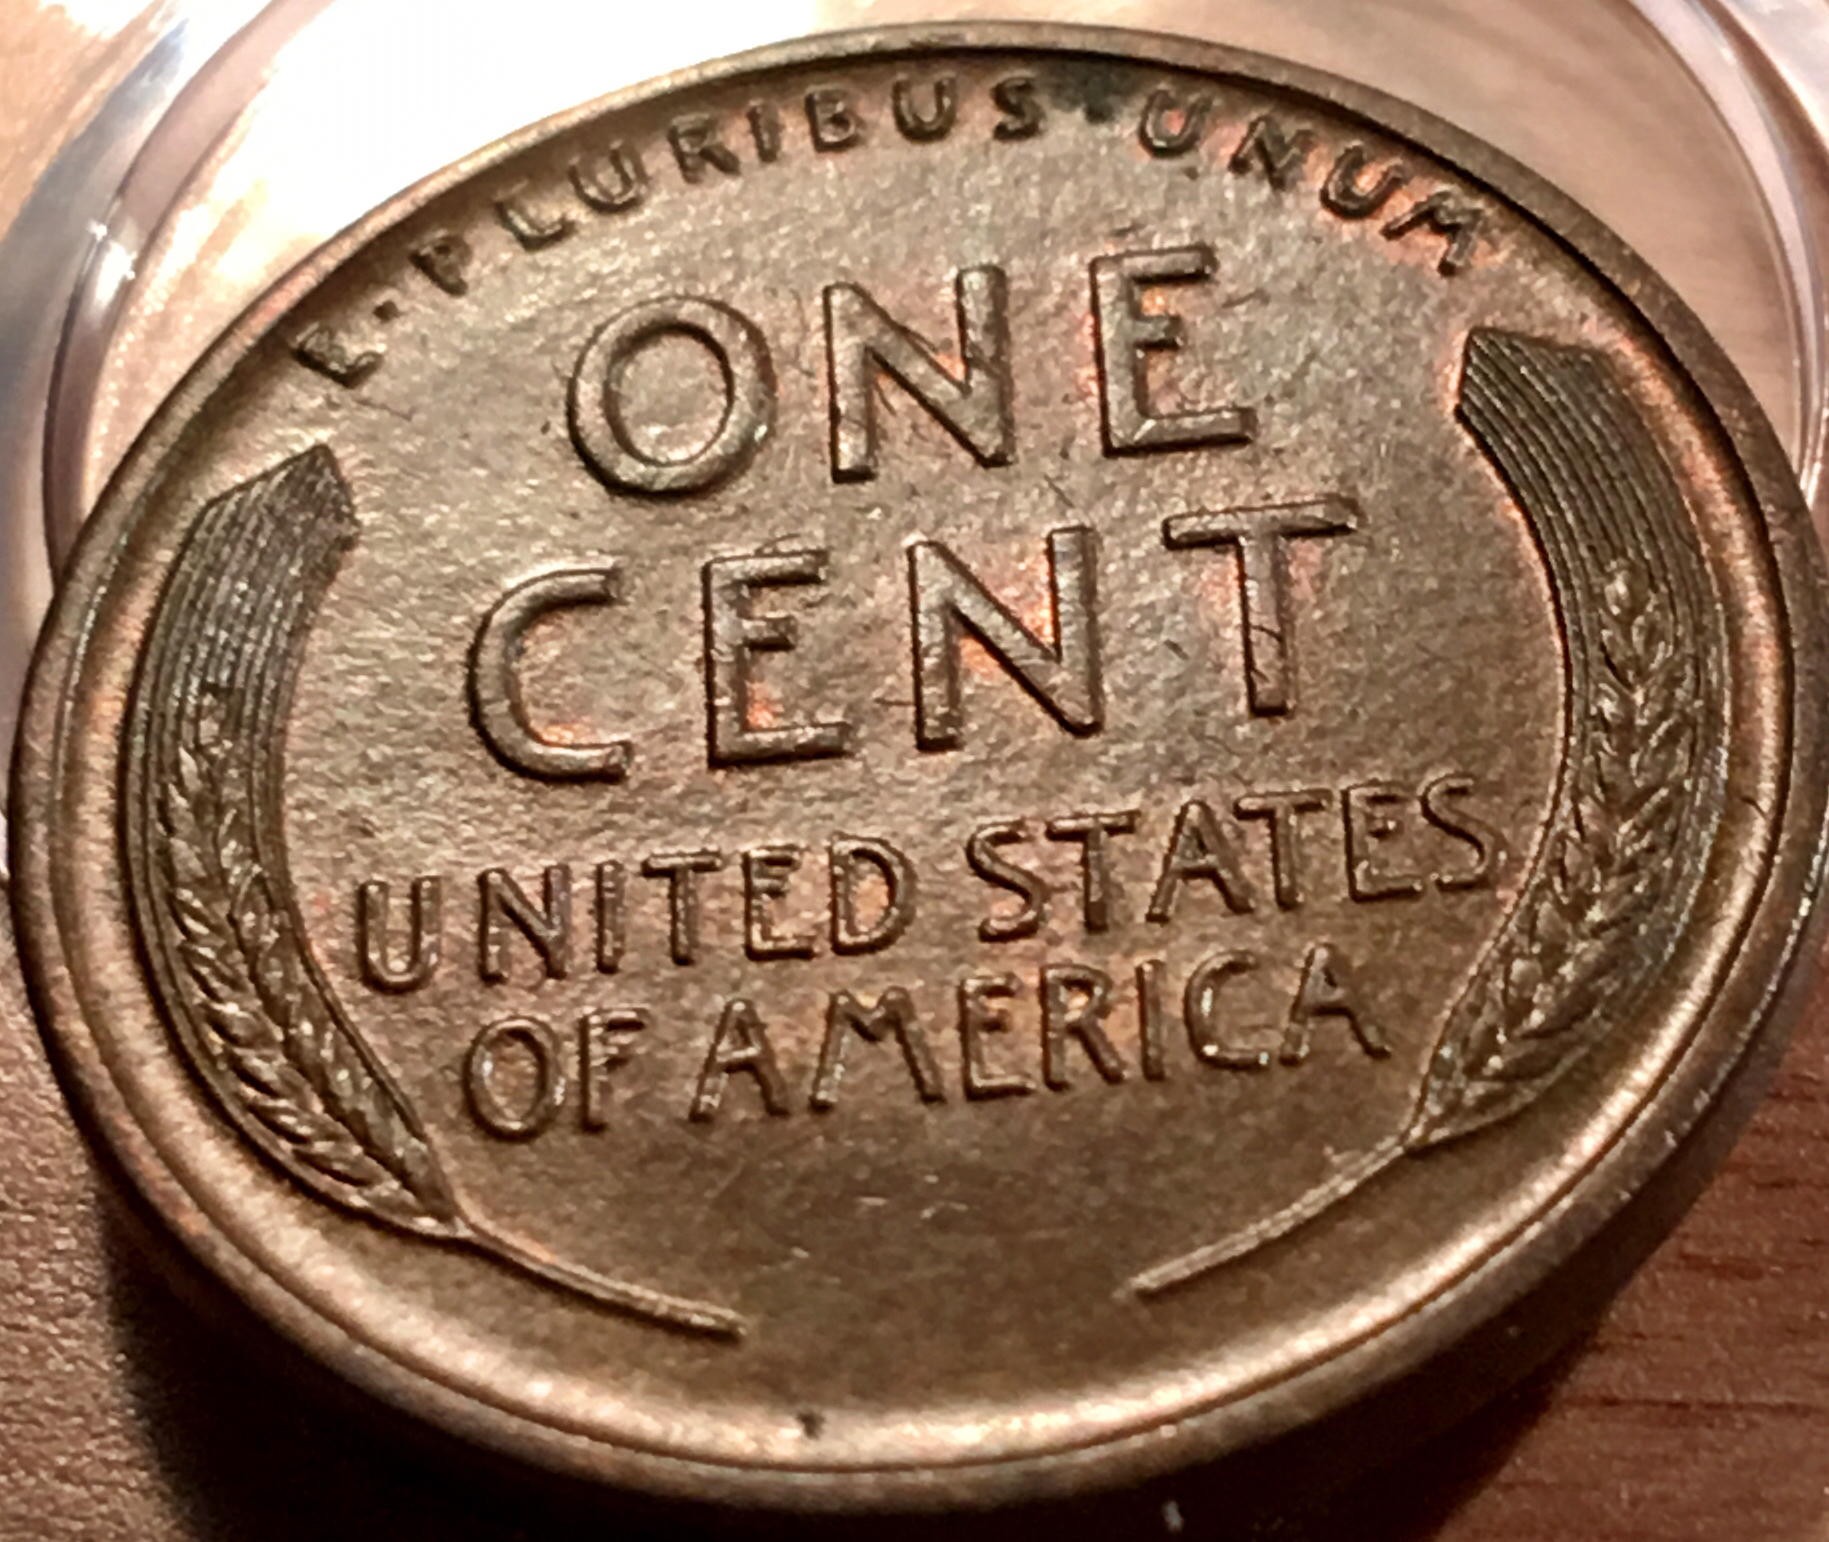 E·PLURIBUS·UNUM
ONE
CENT
UNITED STATES
OF AMERICA